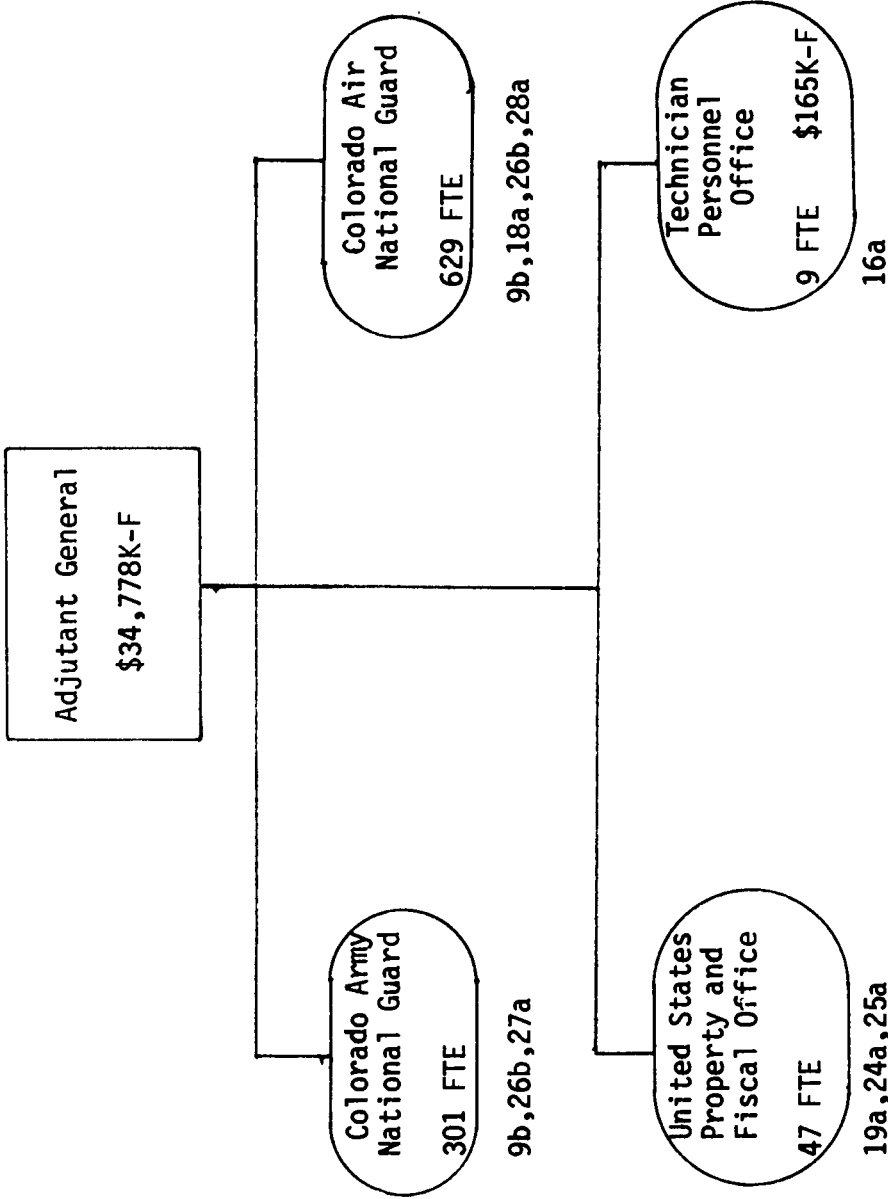 Adjutant General
$34,778K-F
Colorado Army
National Guard
301 FTE
9b,26b,27a
Colorado Air
National Guard
629 FTE
9b,18a,26b,28a
United States
Property and
Fiscal Office
47 FTE
19a,24a,25a
Technician
Personnel
Office
9 FTE $165K-F
16a